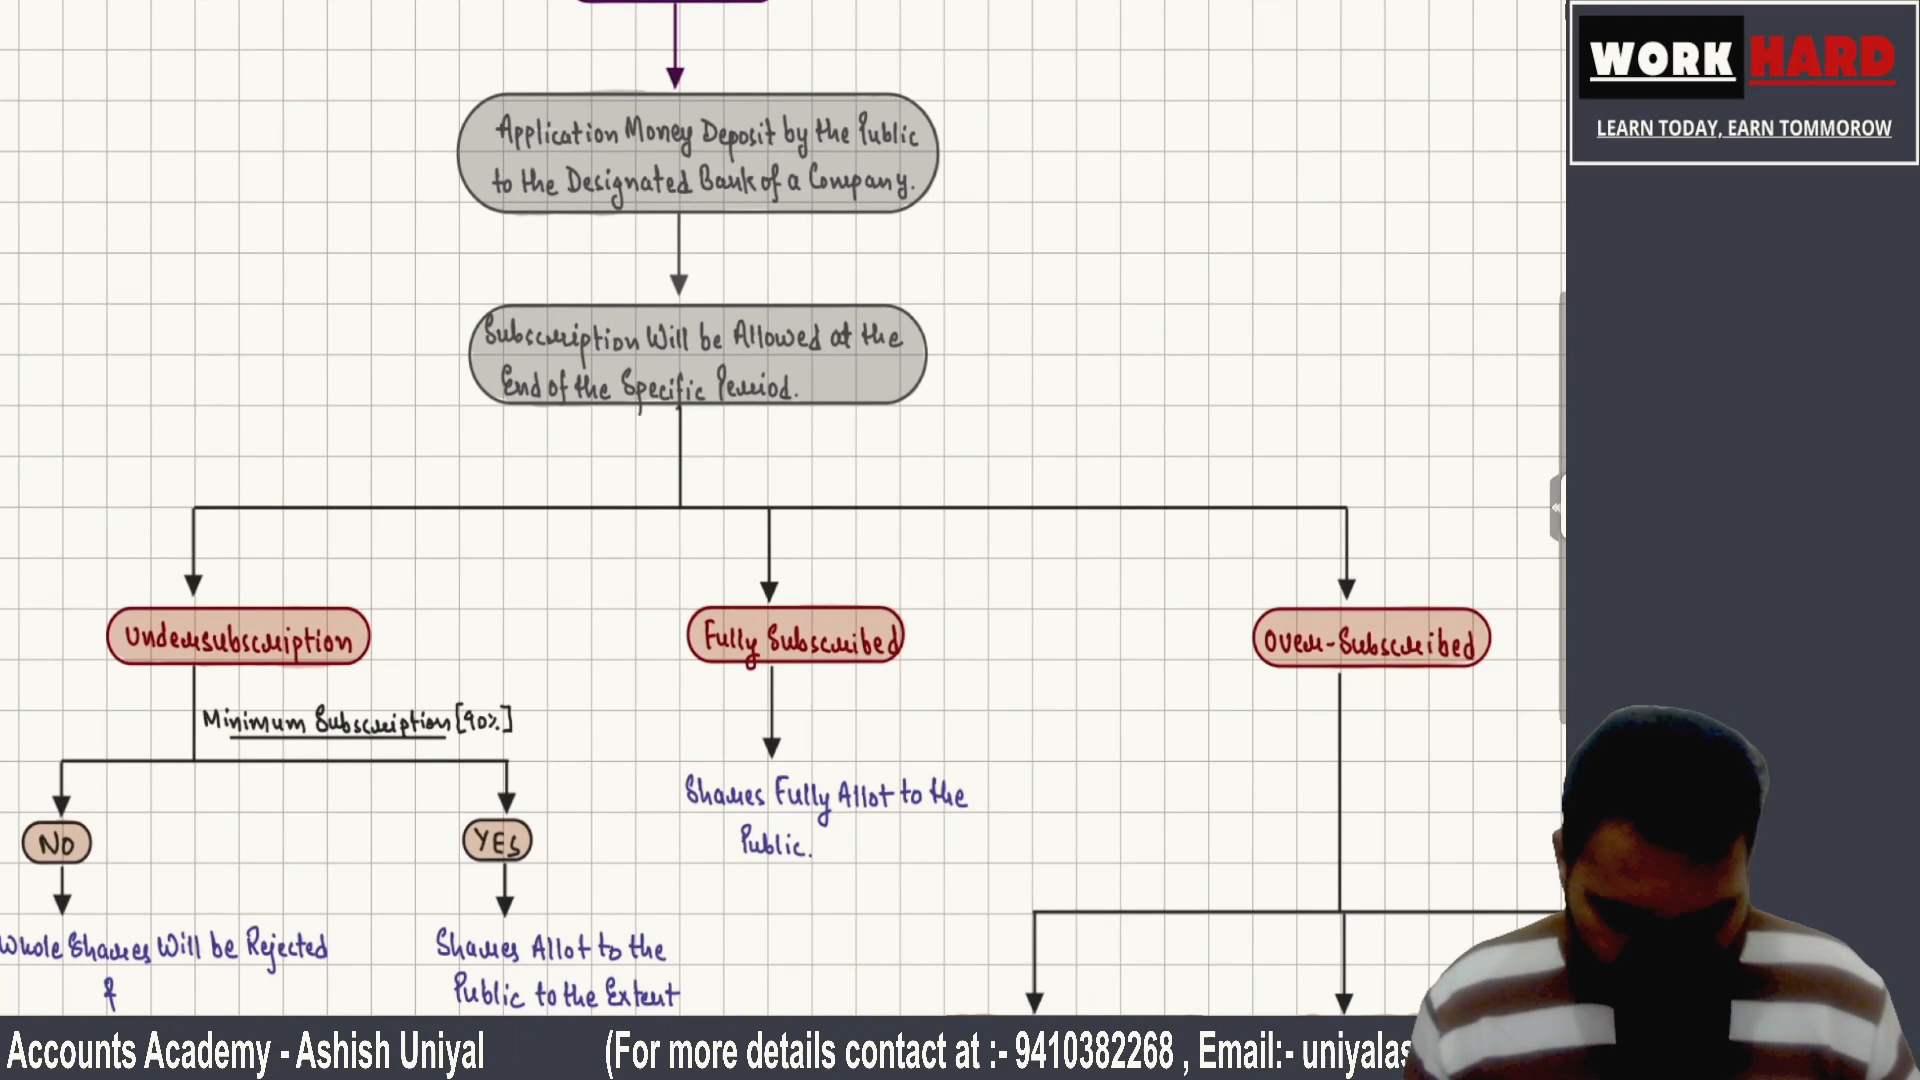 WORK HARD
LEARN TODAY, EARN TOMMOROW
Application Money Deposit by the Public
to the Designated Bank of a Company.
Subscription Will be Allowed at the
End of the Specific Period.
Undersubscription
Fully Subscribed
Over-Subscribed
Minimum Subscription [90%]
Shares Fully Allot to the
Public.
NO
YES
Whole Shares Will be Rejected
&
Shares Allot to the
Public to the Extent
Accounts Academy - Ashish Uniyal
(For more details contact at :- 9410382268 , Email:- uniyalas